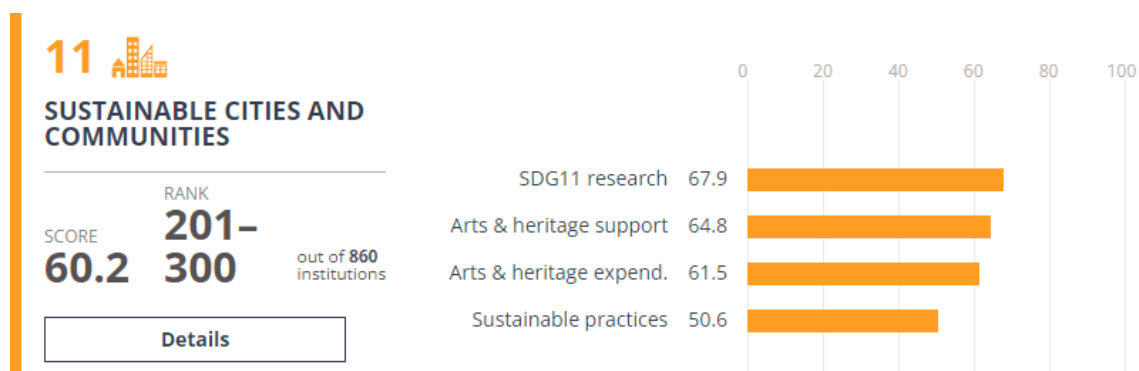 11
SUSTAINABLE CITIES AND
COMMUNITIES
SCORE
60.2
RANK
201–
300
out of 860
institutions
Details
0 20 40 60 80 100
SDG11 research 67.9
Arts & heritage support 64.8
Arts & heritage expend. 61.5
Sustainable practices 50.6